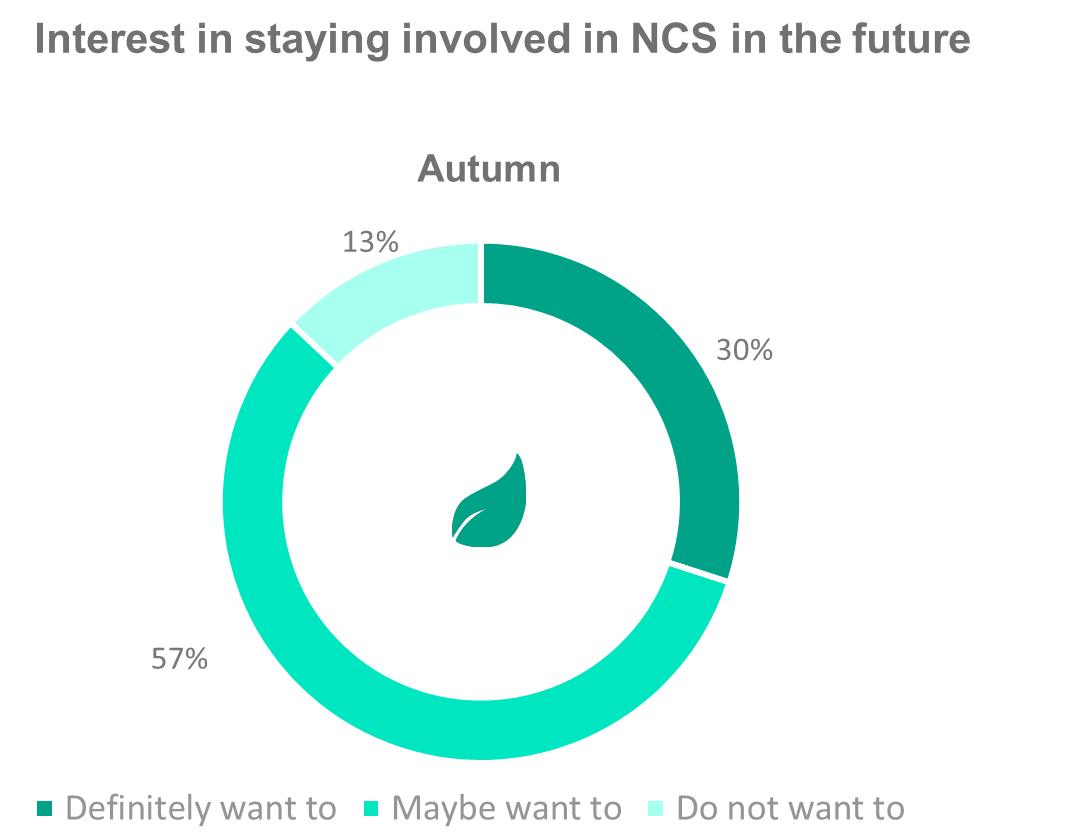 Interest in staying involved in NCS in the future
Autumn
13%
30%
57%
Definitely want to
Maybe want to
Do not want to